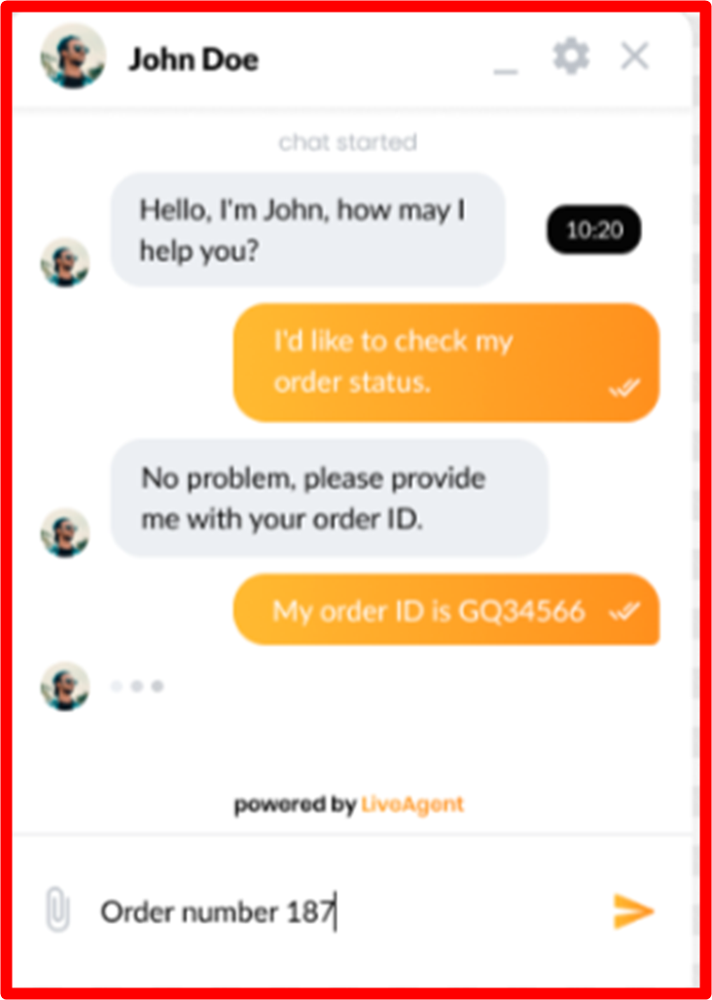 John Doe
chat started
Hello, I'm John, how may I
help you?
10:20
I'd like to check my
order status.
No problem, please provide
me with your order ID.
My order ID is GQ34566
powered by LiveAgent
Order number 187